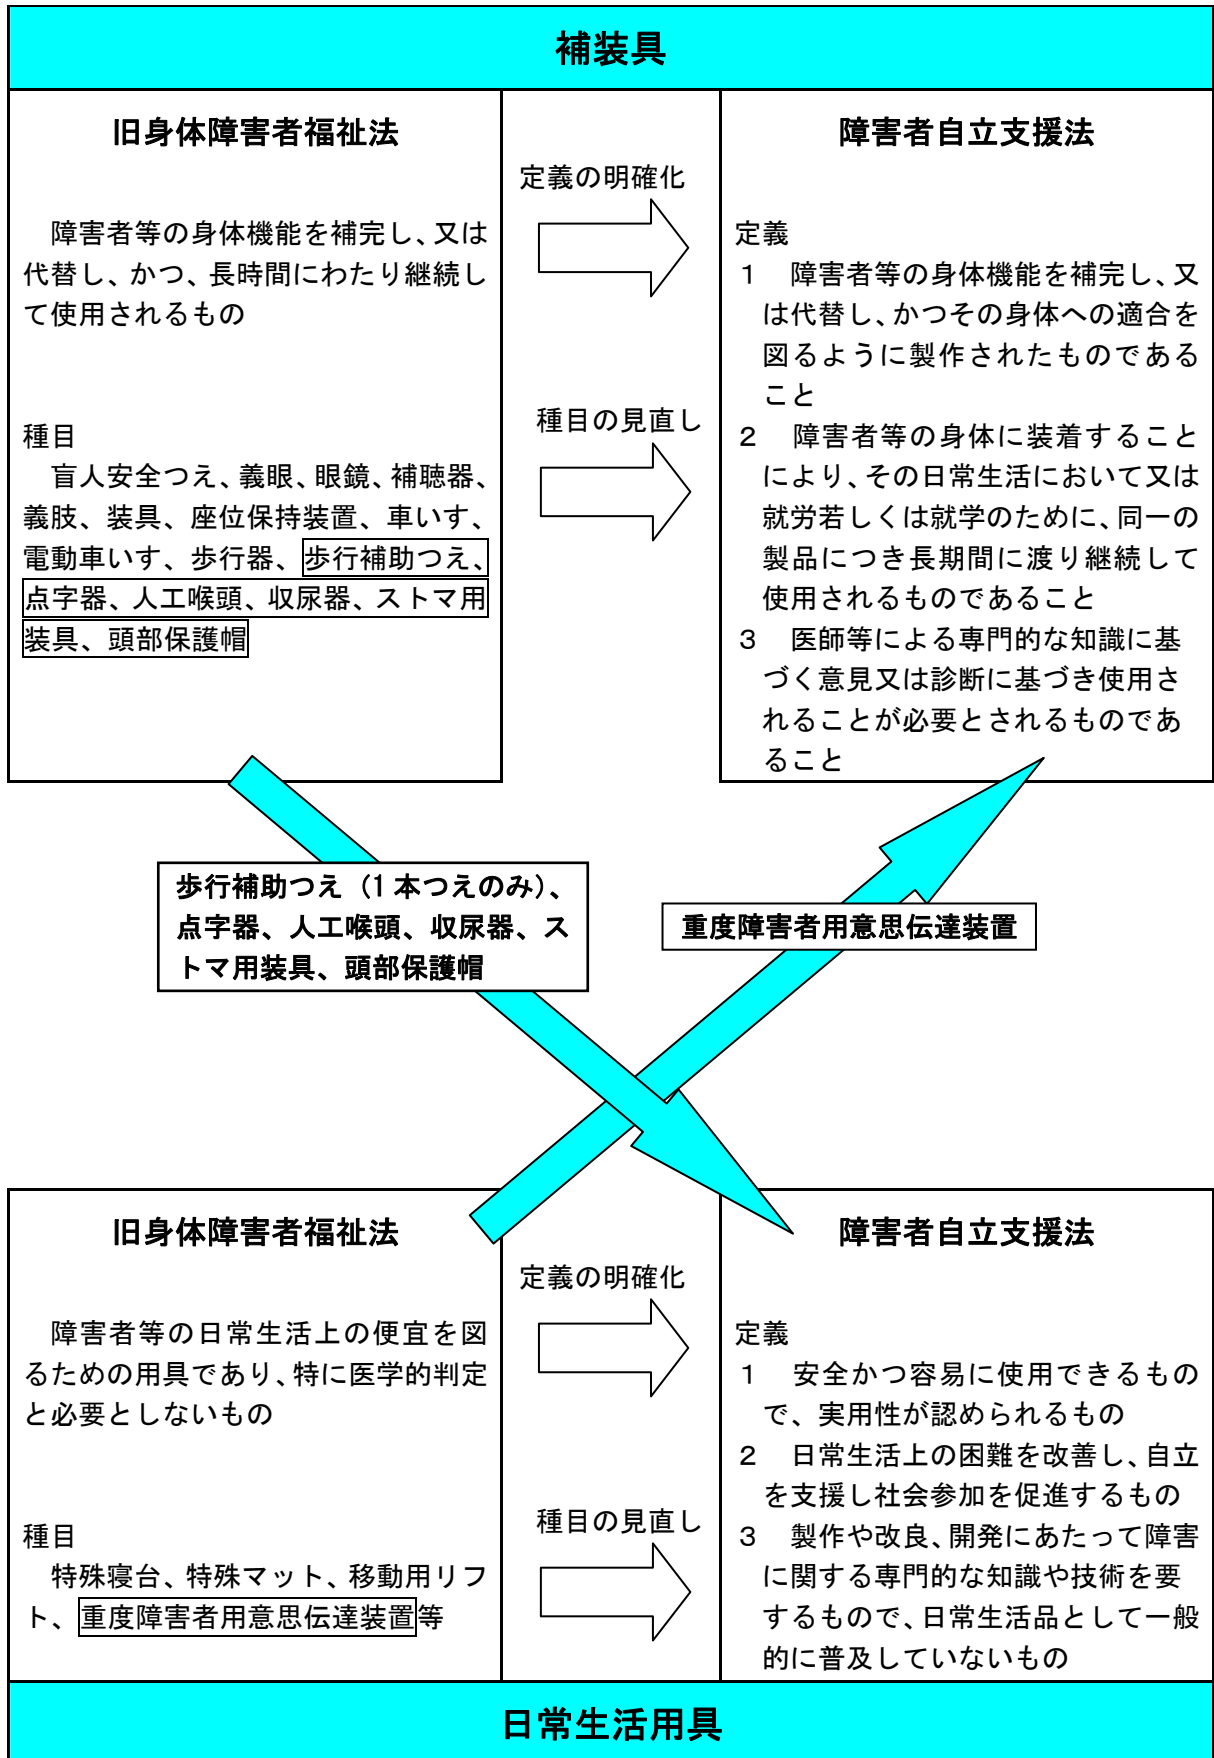 補装具
旧身体障害者福祉法
障害者等の身体機能を補完し、又は
代替し、かつ、長時間にわたり継続し
て使用されるもの
種目
盲人安全つえ、義眼、眼鏡、補聴器、
義肢、装具、座位保持装置、車いす、
電動車いす、歩行器、歩行補助つえ、
点字器、人工喉頭、収尿器、ストマ用
装具、頭部保護帽
定義の明確化
種目の見直し
障害者自立支援法
定義
1 障害者等の身体機能を補完し、又
は代替し、かつその身体への適合を
図るように製作されたものである
こと
2 障害者等の身体に装着すること
により、その日常生活において又は
就労若しくは就学のために、同一の
製品につき長期間に渡り継続して
使用されるものであること
3 医師等による専門的な知識に基
づく意見又は診断に基づき使用さ
れることが必要とされるものであ
ること
歩行補助つえ（1本つえのみ）、
点字器、人工喉頭、収尿器、ス
トマ用装具、頭部保護帽
重度障害者用意思伝達装置
旧身体障害者福祉法
障害者等の日常生活上の便宜を図
るための用具であり、特に医学的判定
と必要としないもの
種目
特殊寝台、特殊マット、移動用リフ
ト、重度障害者用意思伝達装置等
定義の明確化
種目の見直し
障害者自立支援法
定義
1 安全かつ容易に使用できるもの
で、実用性が認められるもの
2 日常生活上の困難を改善し、自立
を支援し社会参加を促進するもの
3 製作や改良、開発にあたって障害
に関する専門的な知識や技術を要
するもので、日常生活品として一般
的に普及していないもの
日常生活用具